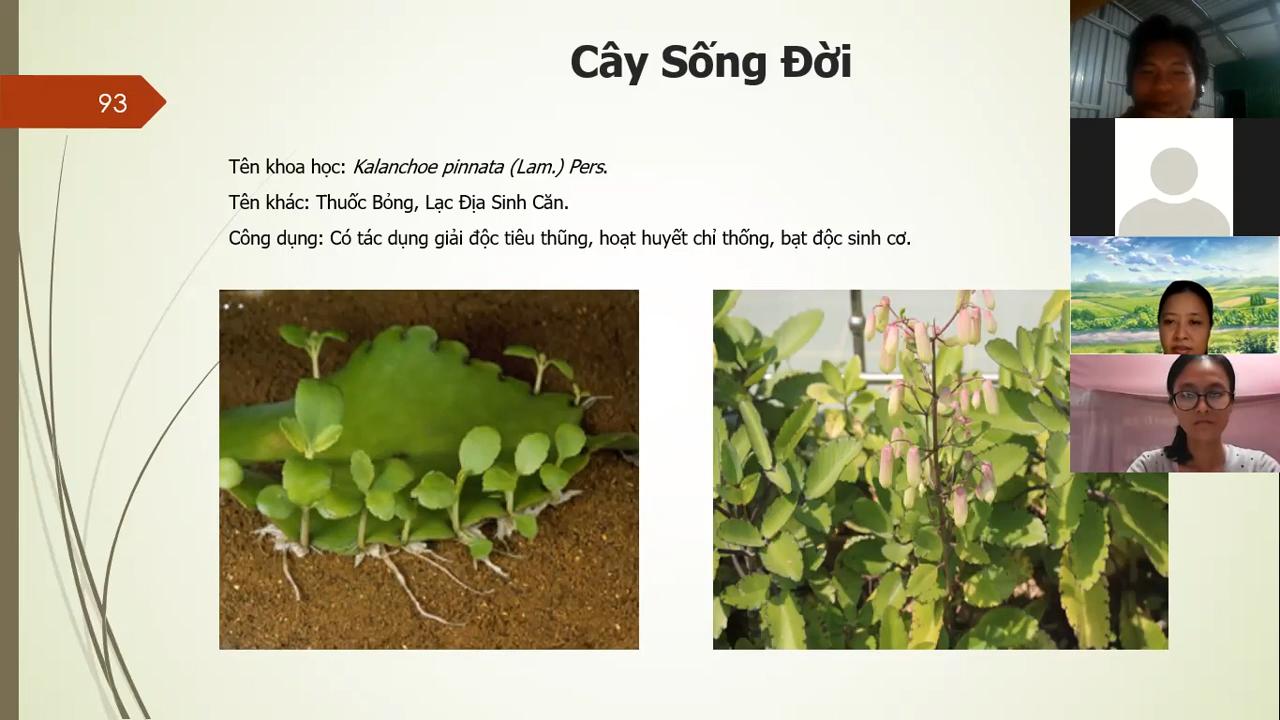 Cây Sống Đời
93
Tên khoa học: Kalanchoe pinnata (Lam.) Pers.
Tên khác: Thuốc Bỏng, Lạc Địa Sinh Căn.
Công dụng: Có tác dụng giải độc tiêu thũng, hoạt huyết chỉ thống, bạt độc sinh cơ.